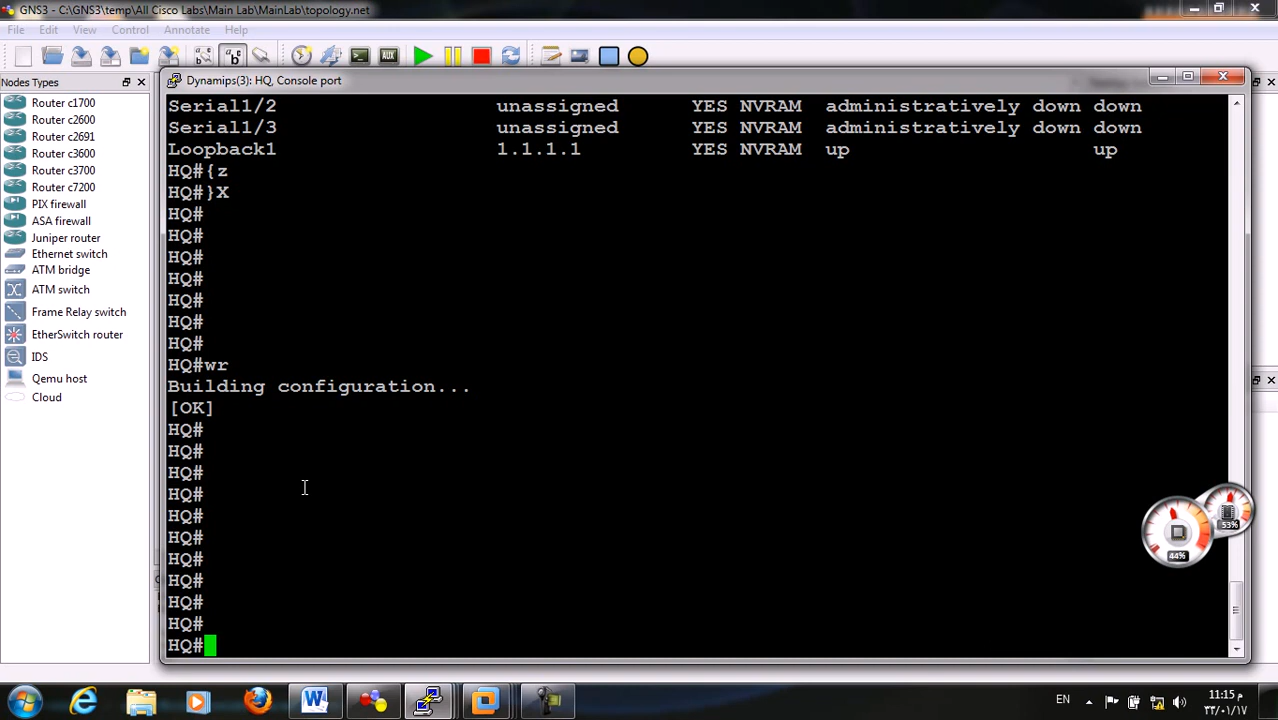 GNS3 - C:\GNS3\temp\All Cisco Labs\Main Lab\MainLab\topology.net
File Edit View Control Annotate Help
Nodes Types
Router c1700
Router c2600
Router c2691
Router c3600
Router c3700
Router c7200
PIX firewall
ASA firewall
Juniper router
Ethernet switch
ATM bridge
ATM switch
Frame Relay switch
EtherSwitch router
IDS
Qemu host
Cloud
Dynamips(3): HQ, Console port
Serial1/2 unassigned YES NVRAM administratively down down
Serial1/3 unassigned YES NVRAM administratively down down
Loopback1 1.1.1.1 YES NVRAM up up
HQ#{z
HQ#}X
HQ#
HQ#
HQ#
HQ#
HQ#
HQ#
HQ#
HQ#wr
Building configuration...
[OK]
HQ#
HQ#
HQ#
HQ#
HQ#
HQ#
HQ#
HQ#
HQ#
HQ#
HQ#
53%
44%
EN
11:15 م
٣٣/٠١/١٧